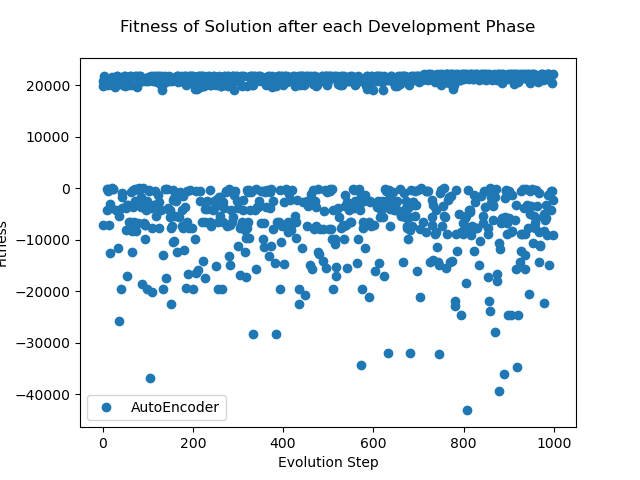 Fitness of Solution after each Development Phase
20000
10000
0
−10000
−20000
−30000
−40000
Fitness
AutoEncoder
0 200 400 600 800 1000
Evolution Step